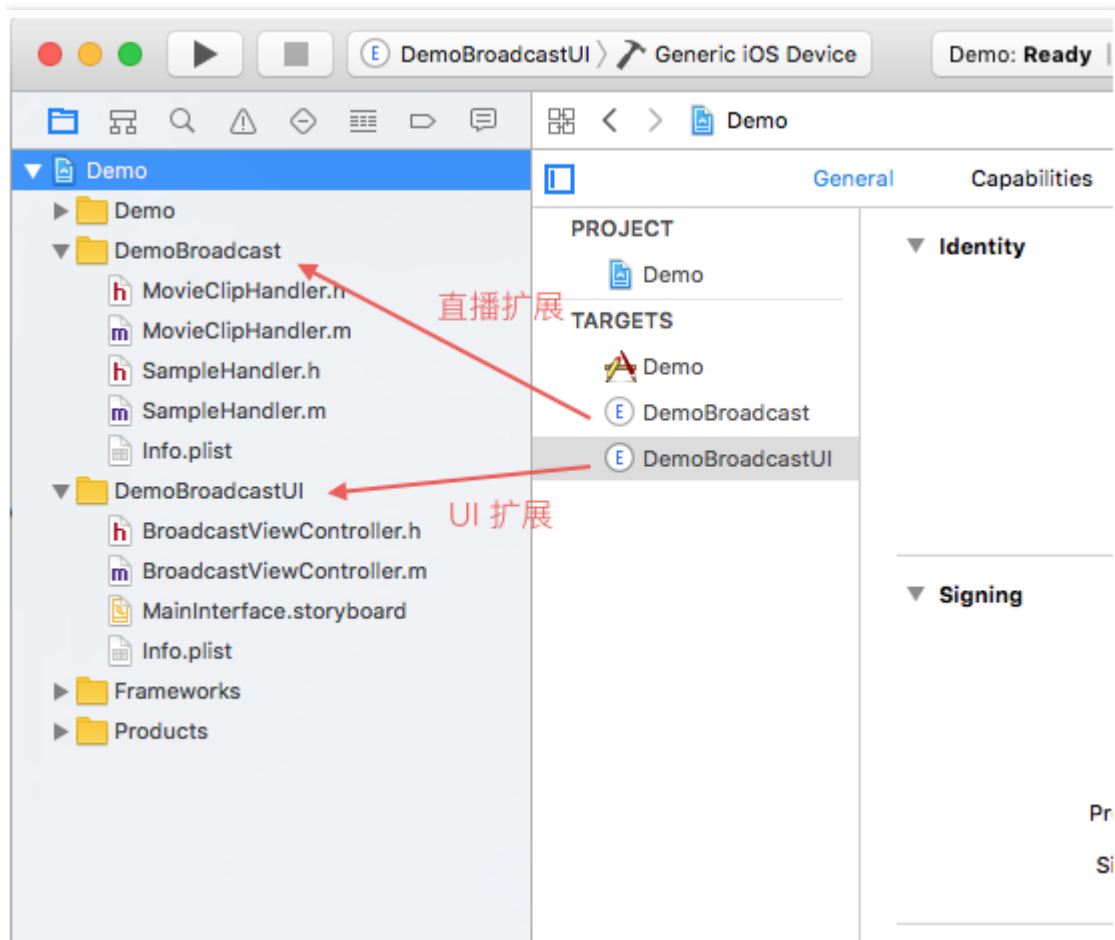 DemoBroadcastUI 〉 Generic iOS Device
Demo: Ready
Demo
General
Capabilities
Demo
Demo
DemoBroadcast
MovieClipHandler.h
MovieClipHandler.m
SampleHandler.h
SampleHandler.m
Info.plist
DemoBroadcastUI
BroadcastViewController.h
BroadcastViewController.m
MainInterface.storyboard
Info.plist
Frameworks
Products
直播扩展
UI 扩展
PROJECT
Demo
TARGETS
Demo
DemoBroadcast
DemoBroadcastUI
Identity
Signing
Pr
Si